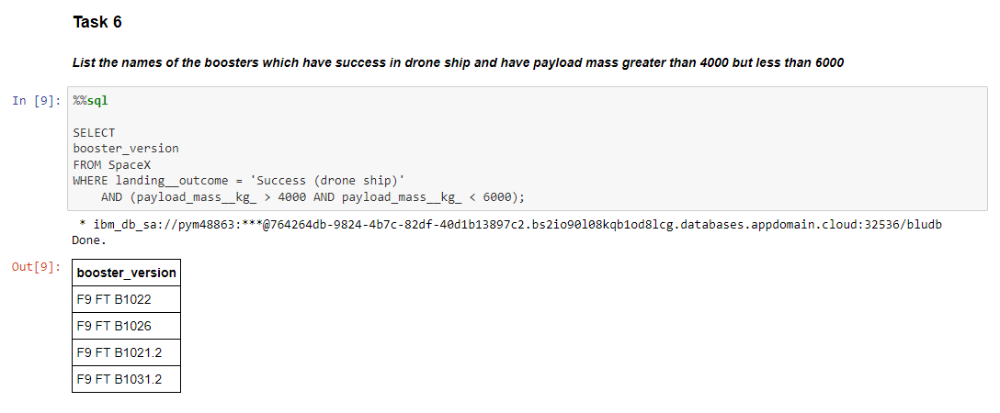 Task 6
List the names of the boosters which have success in drone ship and have payload mass greater than 4000 but less than 6000
In [9]: %%sql
SELECT
booster_version
FROM SpaceX
WHERE landing__outcome = 'Success (drone ship)'
AND (payload_mass__kg_ > 4000 AND payload_mass__kg_ < 6000);
* ibm_db_sa://pym48863:***@764264db-9824-4b7c-82df-40d1b13897c2.bs2io90l08kqb1od8lcg.databases.appdomain.cloud:32536/bludb
Done.
Out[9]: booster_version
F9 FT B1022
F9 FT B1026
F9 FT B1021.2
F9 FT B1031.2